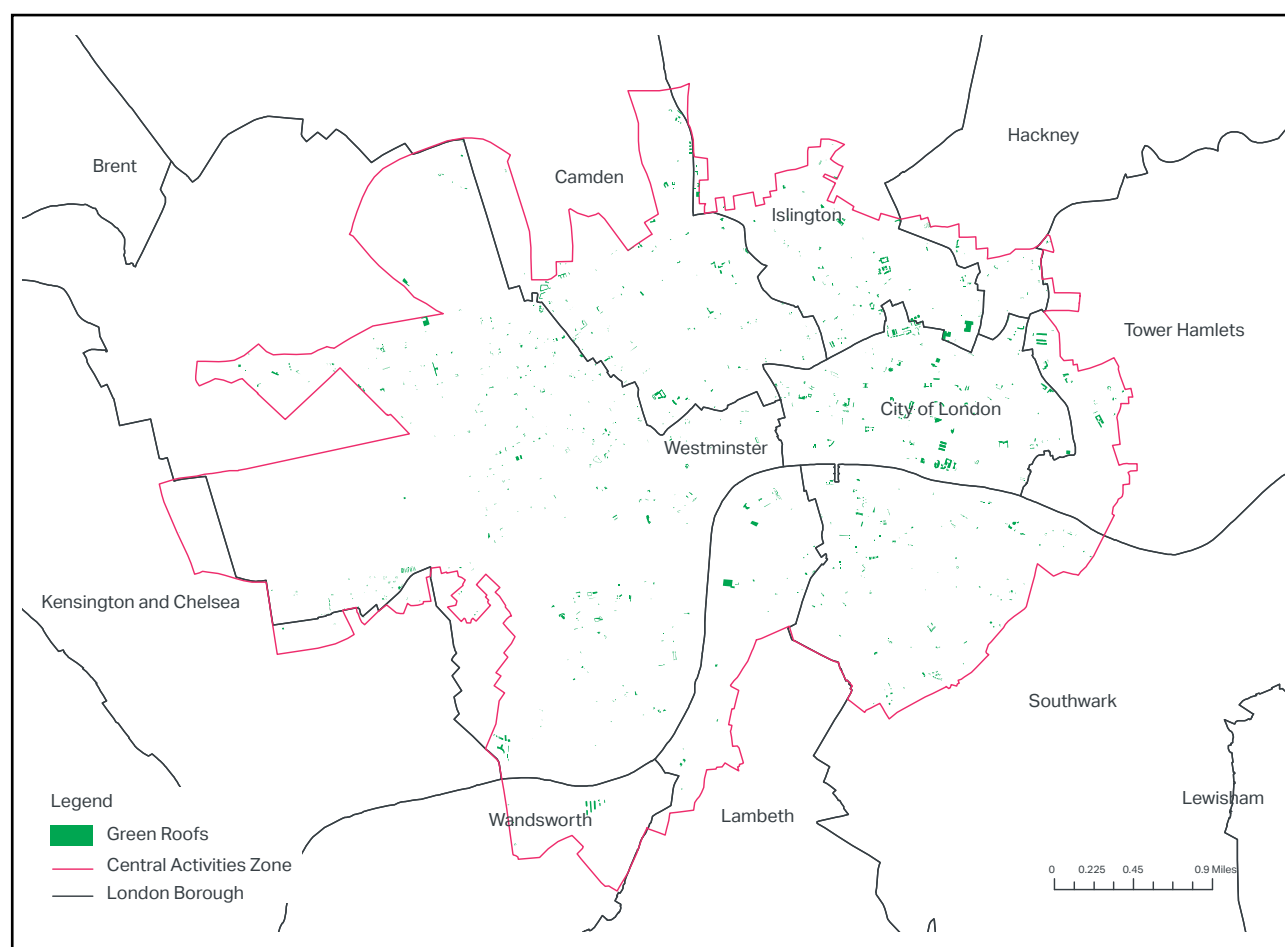 Hackney
Brent
Camden
Islington
Tower Hamlets
City of London
Westminster
Kensington and Chelsea
Southwark
Legend
Green Roofs
Central Activities Zone
London Borough
Wandsworth
Lambeth
Lewisham
0 0.225 0.45 0.9 Miles